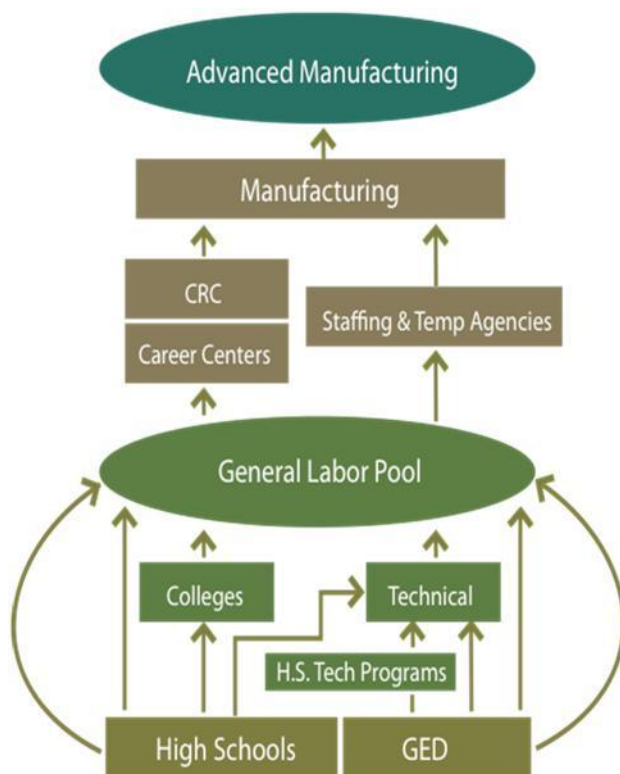 Advanced Manufacturing
Manufacturing
CRC
Career Centers
Staffing & Temp Agencies
General Labor Pool
Colleges
Technical
H.S. Tech Programs
High Schools
GED